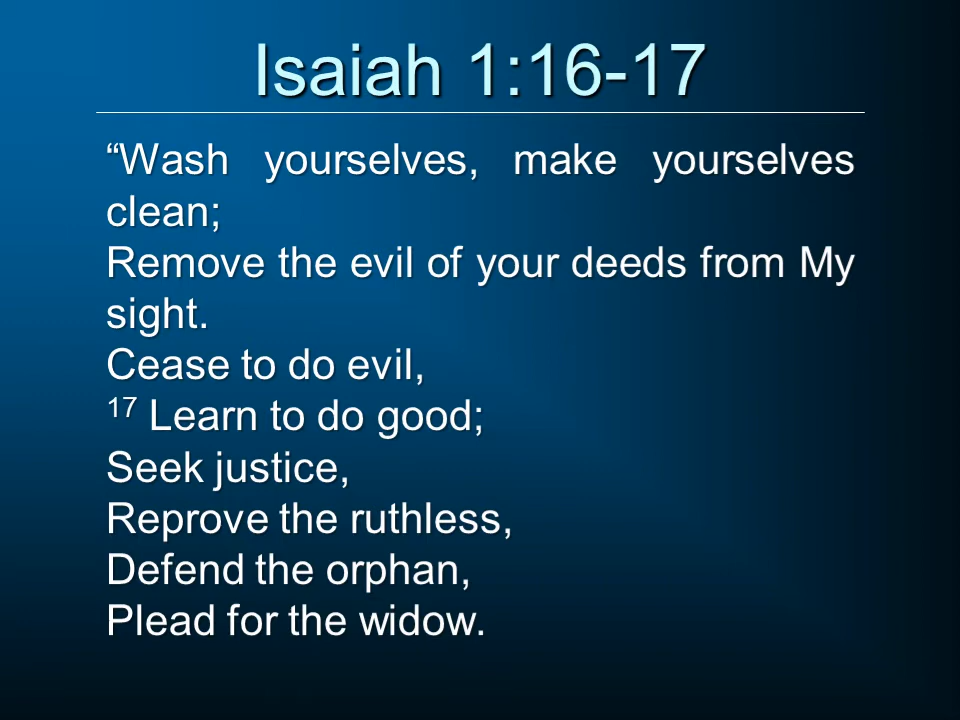 Isaiah 1:16-17
“Wash yourselves, make yourselves
clean;
Remove the evil of your deeds from My
sight.
Cease to do evil,
17 Learn to do good;
Seek justice,
Reprove the ruthless,
Defend the orphan,
Plead for the widow.